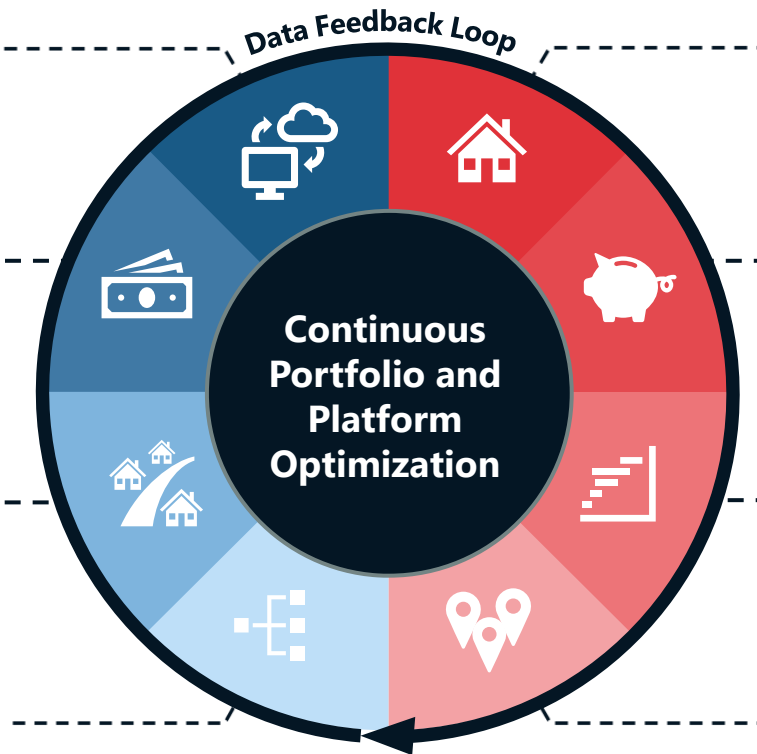 Data Feedback Loop
Continuous
Portfolio and
Platform
Optimization